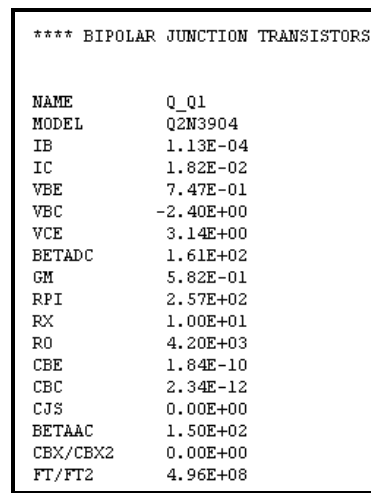 **** BIPOLAR JUNCTION TRANSISTORS
NAME Q_Q1
MODEL Q2N3904
IB 1.13E-04
IC 1.82E-02
VBE 7.47E-01
VBC -2.40E+00
VCE 3.14E+00
BETADC 1.61E+02
GM 5.82E-01
RPI 2.57E+02
RX 1.00E+01
RO 4.20E+03
CBE 1.84E-10
CBC 2.34E-12
CJS 0.00E+00
BETAAC 1.50E+02
CBX/CBX2 0.00E+00
FT/FT2 4.96E+08